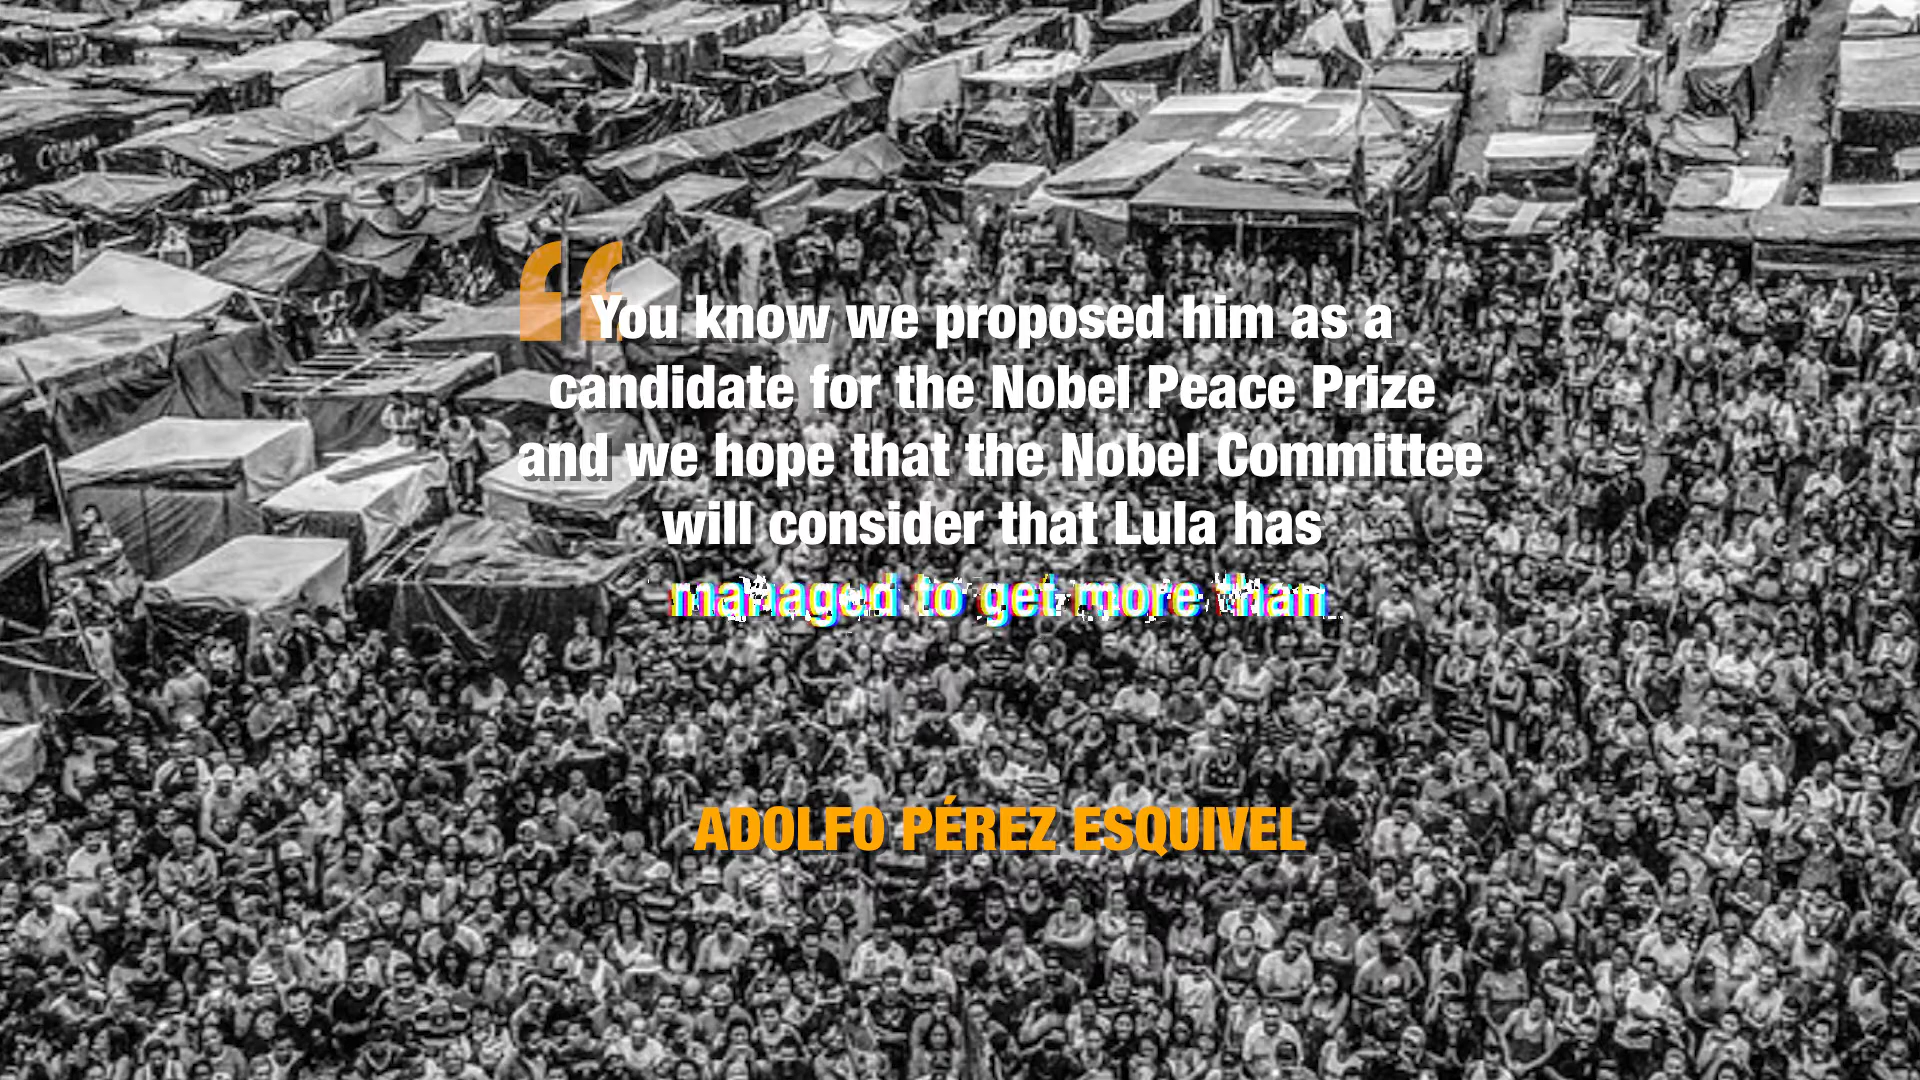 “You know we proposed him as a
candidate for the Nobel Peace Prize
and we hope that the Nobel Committee
will consider that Lula has
managed to get more than
ADOLFO PÉREZ ESQUIVEL